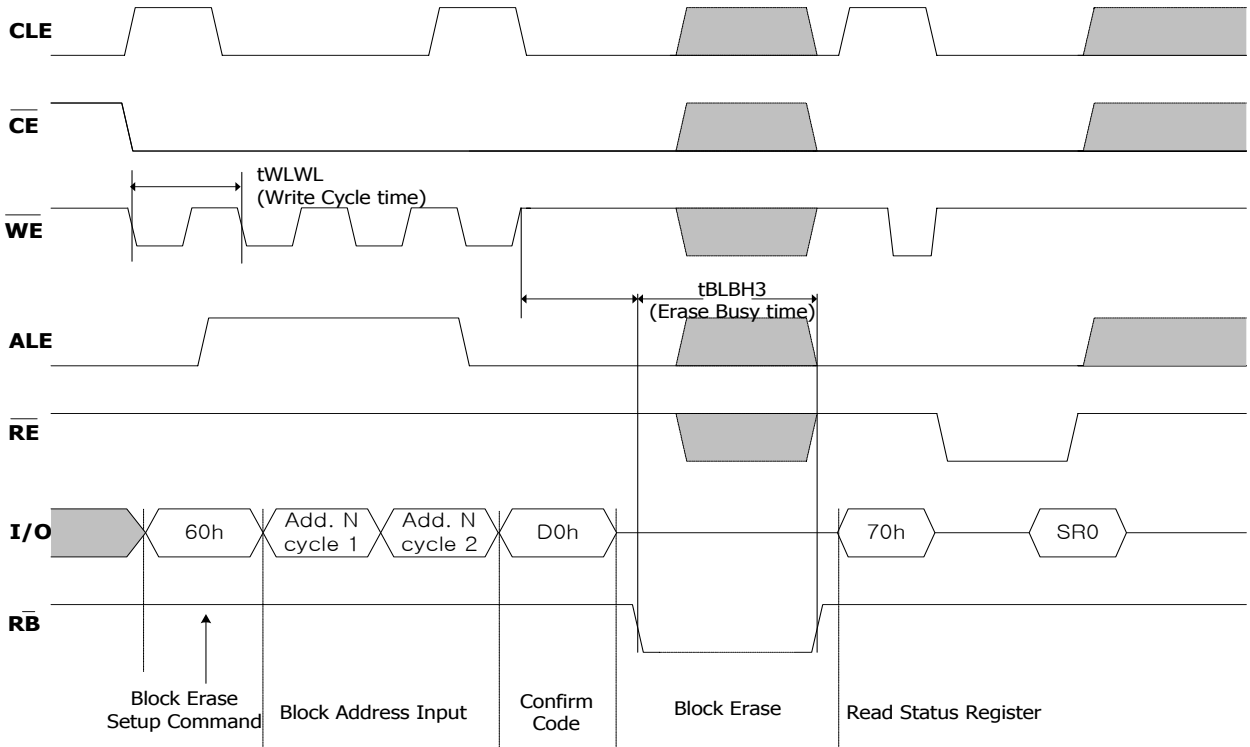 CLE
CE
tWLWL
(Write Cycle time)
WE
tBLBH3
(Erase Busy time)
ALE
RE
I/O
60h
Add. N
cycle 1
Add. N
cycle 2
D0h
70h
SR0
RB
Block Erase
Setup Command
Block Address Input
Confirm
Code
Block Erase
Read Status Register